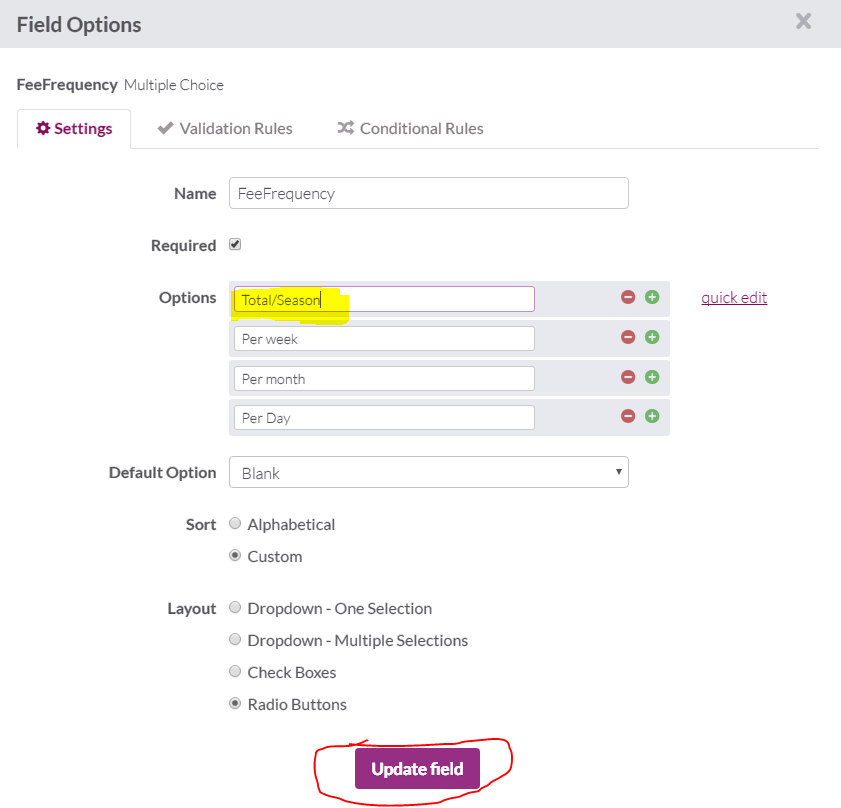 Field Options
FeeFrequency Multiple Choice
Settings Validation Rules Conditional Rules
Name FeeFrequency
Required
Options Total/Season quick edit
Per week
Per month
Per Day
Default Option Blank
Sort Alphabetical
Custom
Layout Dropdown - One Selection
Dropdown - Multiple Selections
Check Boxes
Radio Buttons
Update field